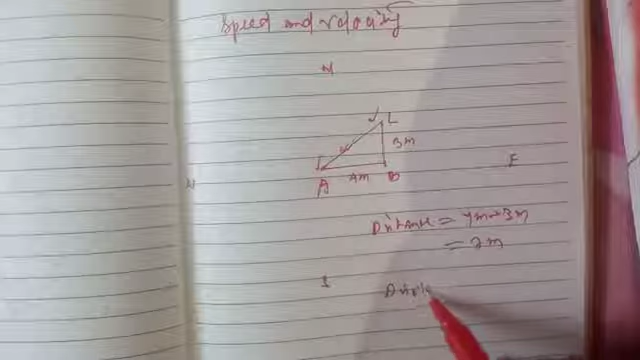 Speed and velocity
N
L
3m
E
A 4m B
Distance = 4m+3m
= 7m
S